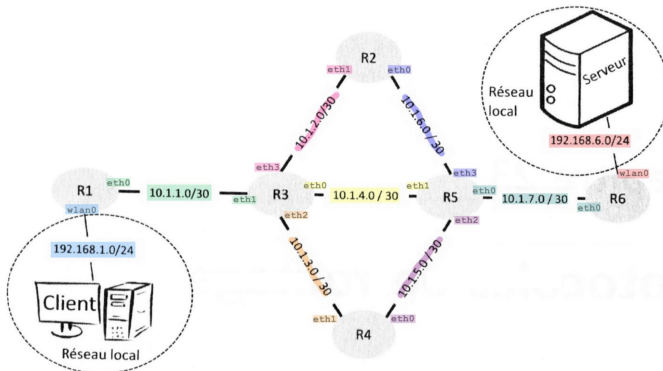 R2
eth1
eth0
10.1.2.0/30
10.1.6.0 / 30
Serveur
Réseau
local
192.168.6.0/24
wlan0
eth3
eth3
R1
eth0
10.1.1.0/30
eth1
R3
eth0
10.1.4.0 / 30
eth1
R5
eth0
10.1.7.0 / 30
eth0
R6
wlan0
eth2
eth2
192.168.1.0/24
10.1.3.0 / 30
10.1.5.0 / 30
Client
eth1
eth0
R4
Réseau local